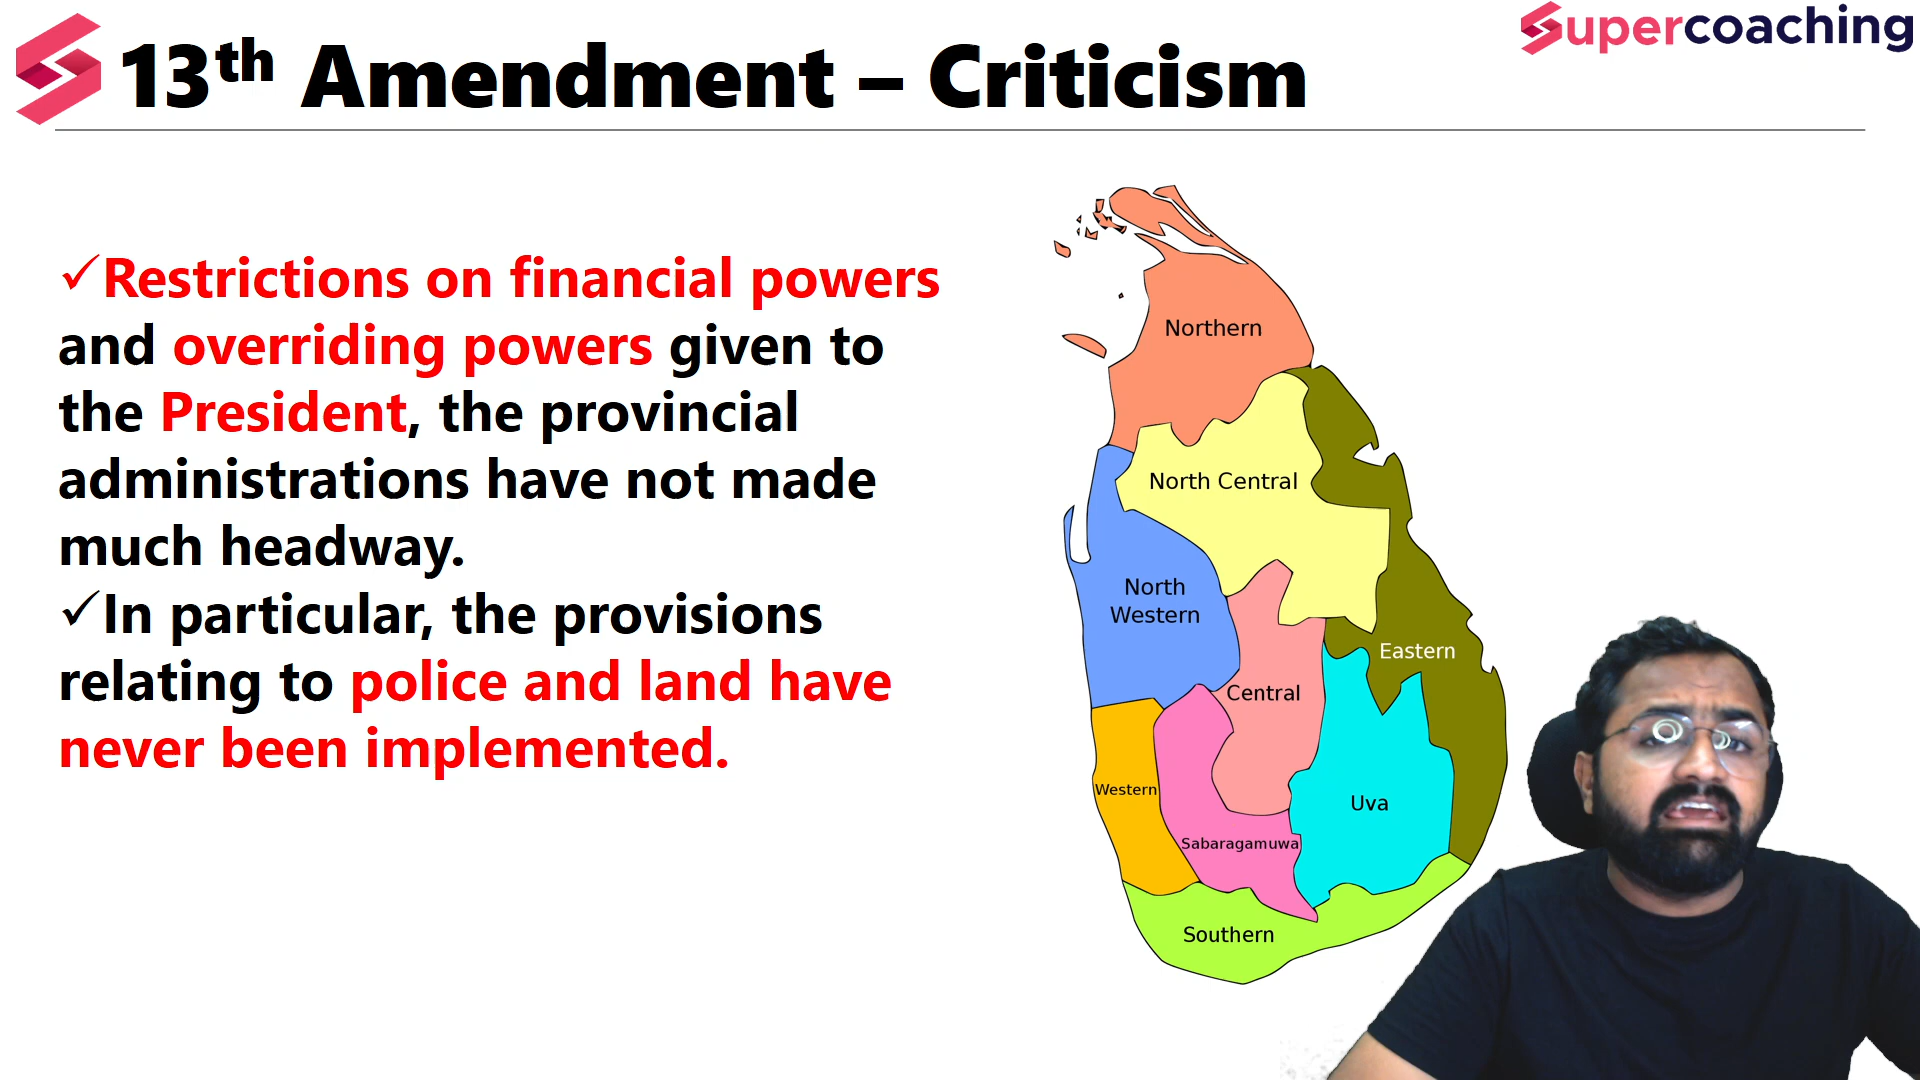 13th Amendment – Criticism
Supercoaching
✓Restrictions on financial powers
and overriding powers given to
the President, the provincial
administrations have not made
much headway.
✓In particular, the provisions
relating to police and land have
never been implemented.
Northern
North Central
North
Western
Eastern
Central
Western
Uva
Sabaragamuwa
Southern